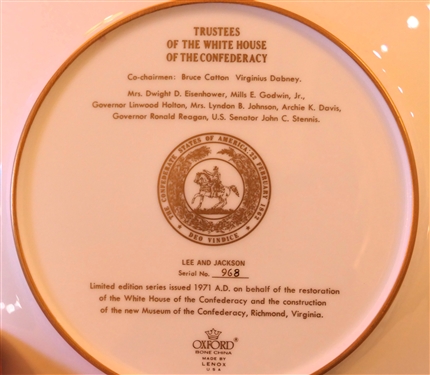 TRUSTEES
OF THE WHITE HOUSE
OF THE CONFEDERACY
Co-chairmen: Bruce Catton Virginius Dabney.
Mrs. Dwight D. Eisenhower, Mills E. Godwin, Jr.,
Governor Linwood Holton, Mrs. Lyndon B. Johnson, Archie K. Davis,
Governor Ronald Reagan, U.S. Senator John C. Stennis.
THE CONFEDERATE STATES OF AMERICA: 22 FEBRUARY 1862
DEO VINDICE
LEE AND JACKSON
Serial No. 968
Limited edition series issued 1971 A.D. on behalf of the restoration
of the White House of the Confederacy and the construction
of the new Museum of the Confederacy, Richmond, Virginia.
OXFORD
BONE CHINA
MADE BY
LENOX
USA